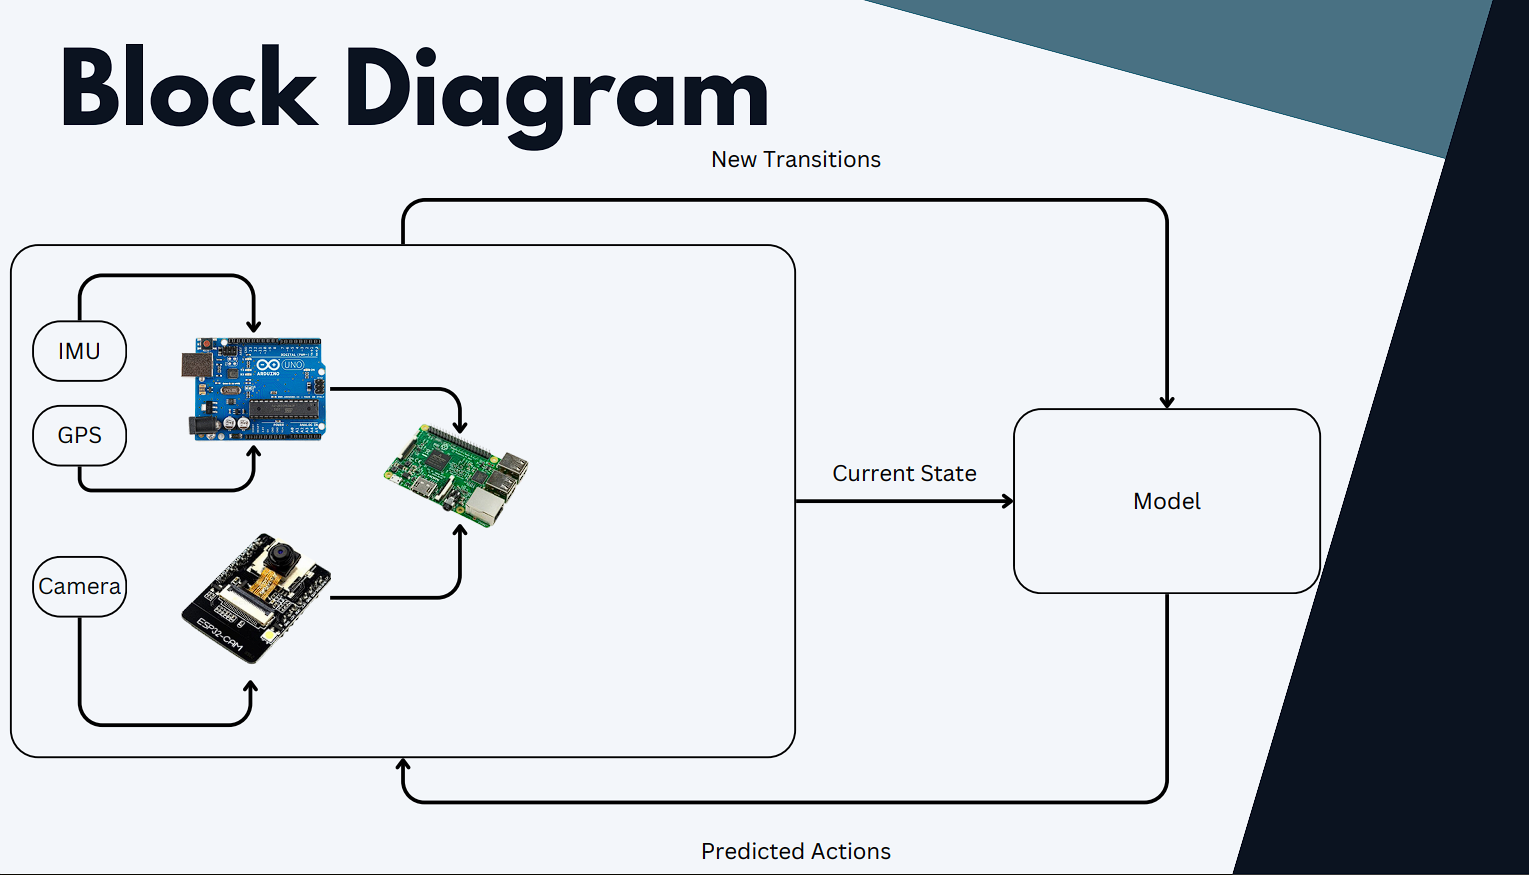 Block Diagram
New Transitions
IMU
GPS
Camera
UNO
ARDUINO
ESP32-CAM
Current State
Model
Predicted Actions